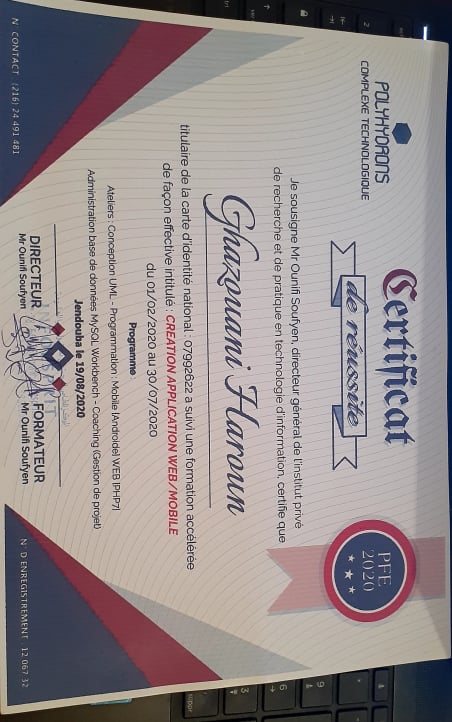 POLYHYDRONS
COMPLEXE TECHNOLOGIQUE
Certificat
de réussite
PFE
2020
Je sousigne Mr Ounifi Soufyen, directeur général de l'institut privé
de recherche et de pratique en technologie d'information, certifie que
Ghazouani Haroun
titulaire de la carte d'identité national : 07992622 a suivi une formation accélérée
de façon effective intitulé : CREATION APPLICATION WEB/MOBILE
du 01/02/2020 au 30/07/2020
Programme :
Ateliers : Conception UML - Programmation : Mobile (Androide) WEB (PHP7)
Administration base de données MySQL Workbench - Coaching (Gestion de projet)
Jendouba le 19/08/2020
DIRECTEUR
Mr Ounifi Soufyen
FORMATEUR
Mr Ounifi Soufyen
N° CONTACT : (216) 24 491 481
N° D ENREGISTREMENT : 12 067 32